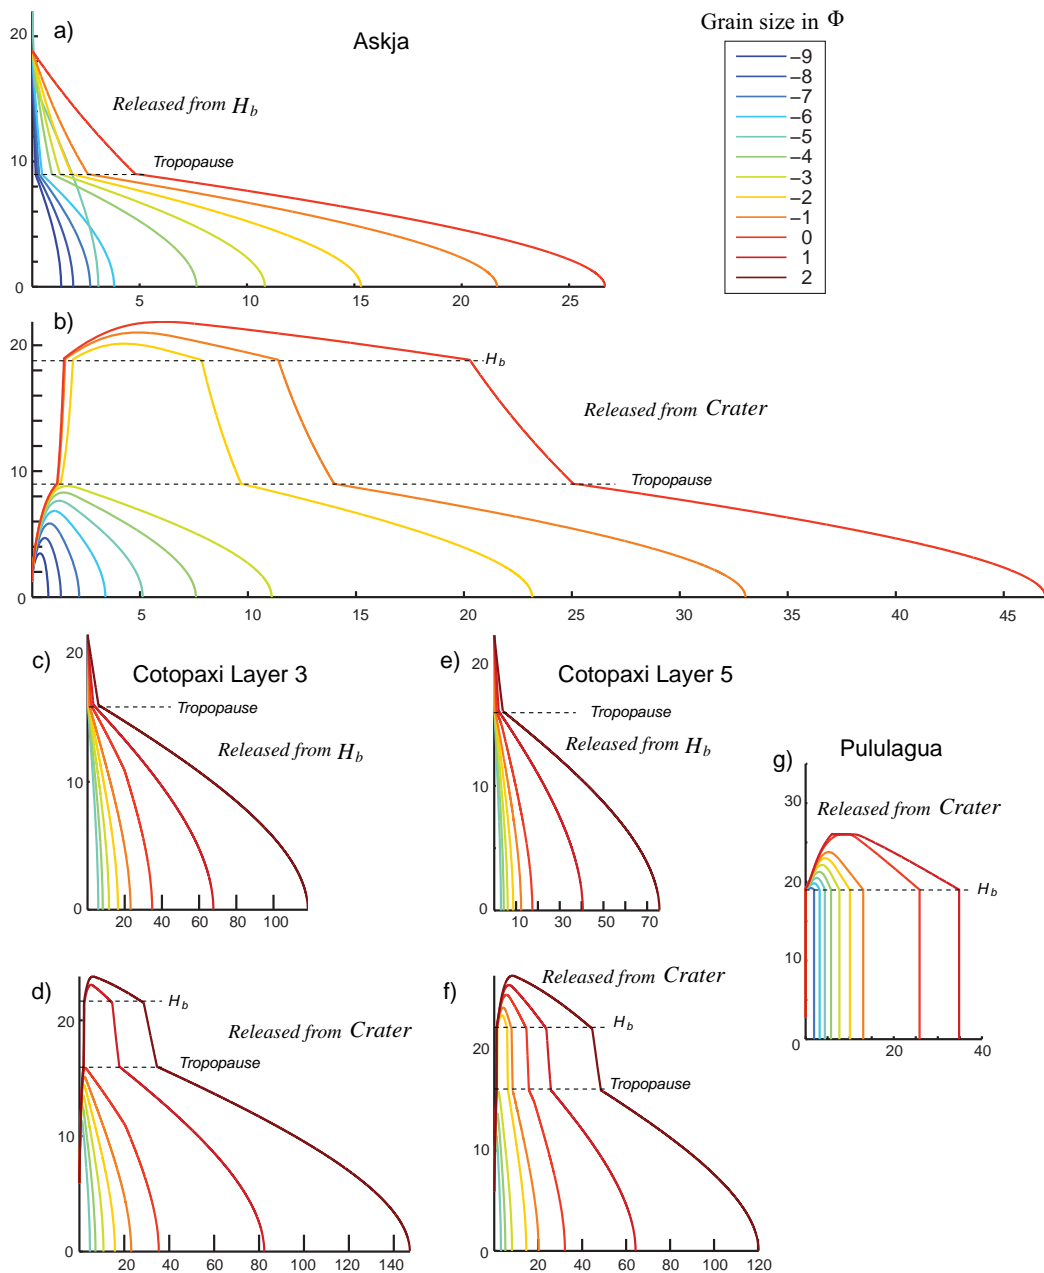 a)
Askja
Grain size in Φ
−9
−8
−7
−6
−5
−4
−3
−2
−1
0
1
2
20
10
0
Released from Hb
Tropopause
5
10
15
20
25
b)
20
10
0
Hb
Released from Crater
Tropopause
5
10
15
20
25
30
35
40
45
c)
Cotopaxi Layer 3
20
10
0
Tropopause
Released from Hb
20
40
60
80
100
e)
Cotopaxi Layer 5
20
10
0
Tropopause
Released from Hb
10
30
50
70
g)
Pululagua
30
20
10
0
Released from Crater
Hb
20
40
d)
20
10
0
Hb
Released from Crater
Tropopause
20
40
60
80
100
120
140
f)
20
10
0
Released from Crater
Hb
Tropopause
20
40
60
80
100
120